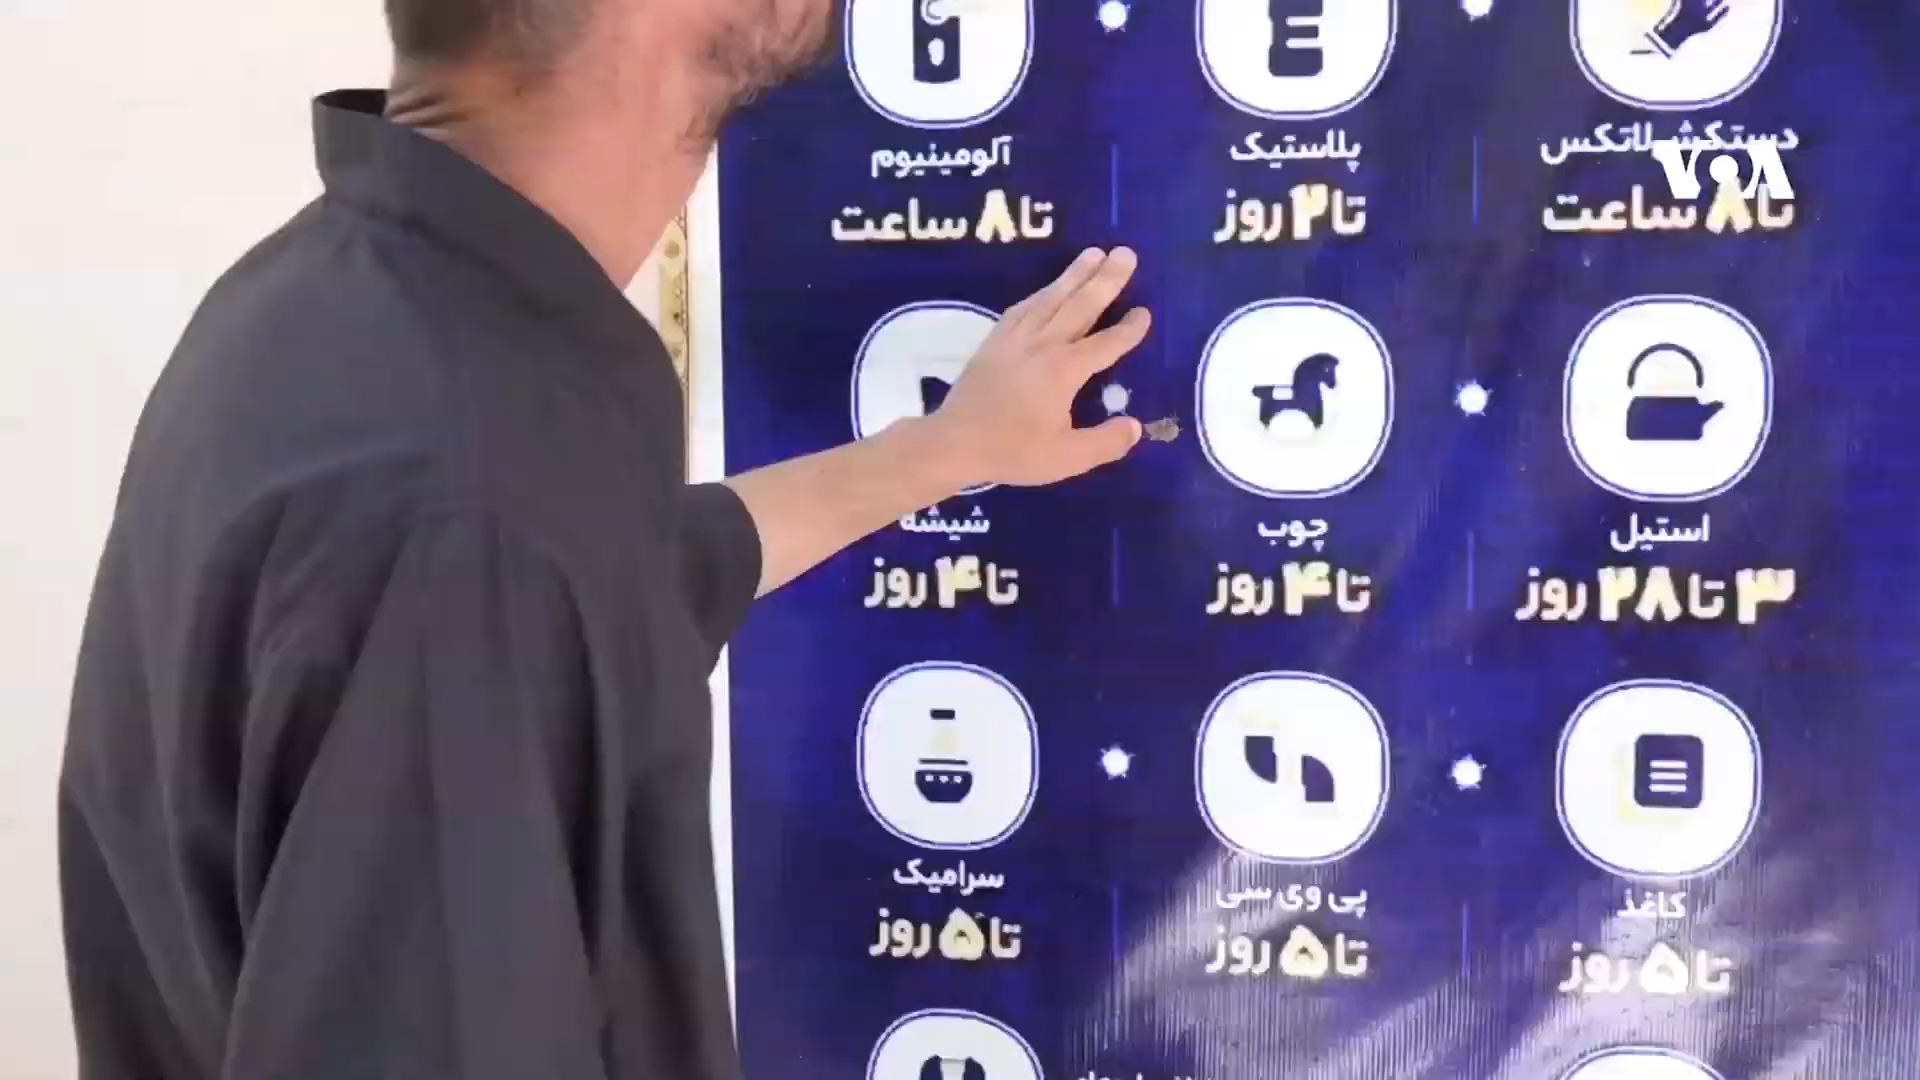 دستکش لاتکس
تا ۸ ساعت
پلاستیک
تا ۲ روز
آلومینیوم
تا ۸ ساعت
VOA
استیل
۳ تا ۲۸ روز
چوب
تا ۴ روز
شیشه
تا ۴ روز
کاغذ
تا ۵ روز
پی وی سی
تا ۵ روز
سرامیک
تا ۵ روز